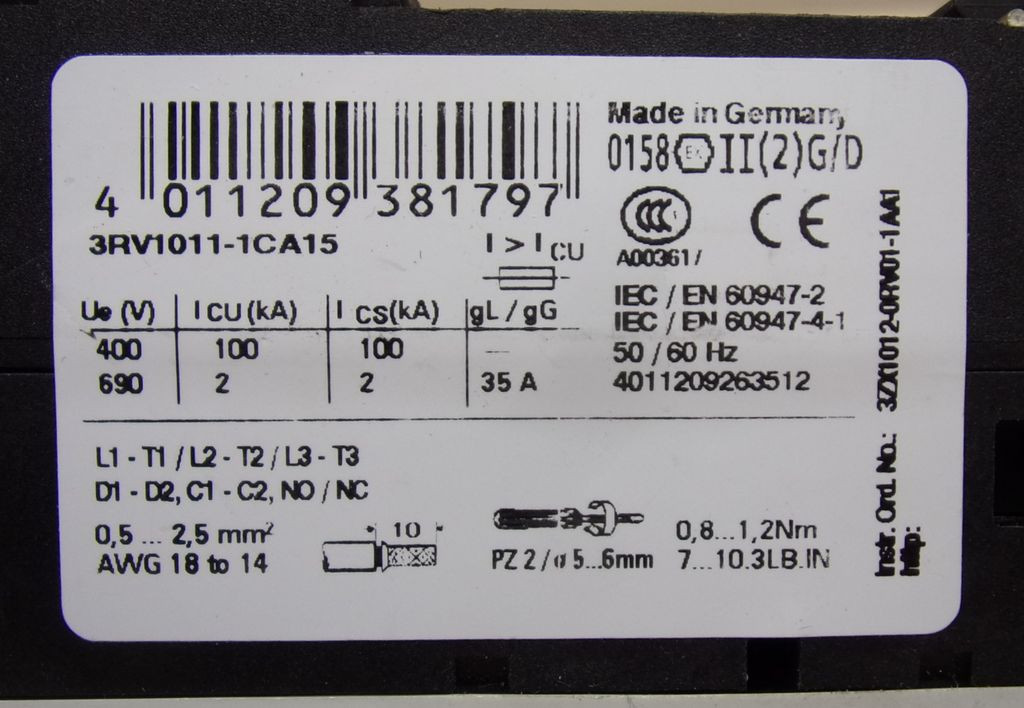 4 011209 381797
3RV1011-1CA15
I > I CU
Ue (V) I CU (kA) I CS(kA) gL / gG
400 100 100 —
690 2 2 35 A
Made in Germany
0158 Ex II(2)G/D
CCC CE
A00361/
IEC / EN 60947-2
IEC / EN 60947-4-1
50 / 60 Hz
4011209263512
L1 - T1 / L2 - T2 / L3 - T3
D1 - D2, C1 - C2, NO / NC
0,5 ... 2,5 mm²
AWG 18 to 14
10
PZ 2 / ø 5...6mm
0,8...1,2Nm
7...10.3LB.IN
Instr. Ord. No.: 3ZX1012-0RV01-1AA1
http: